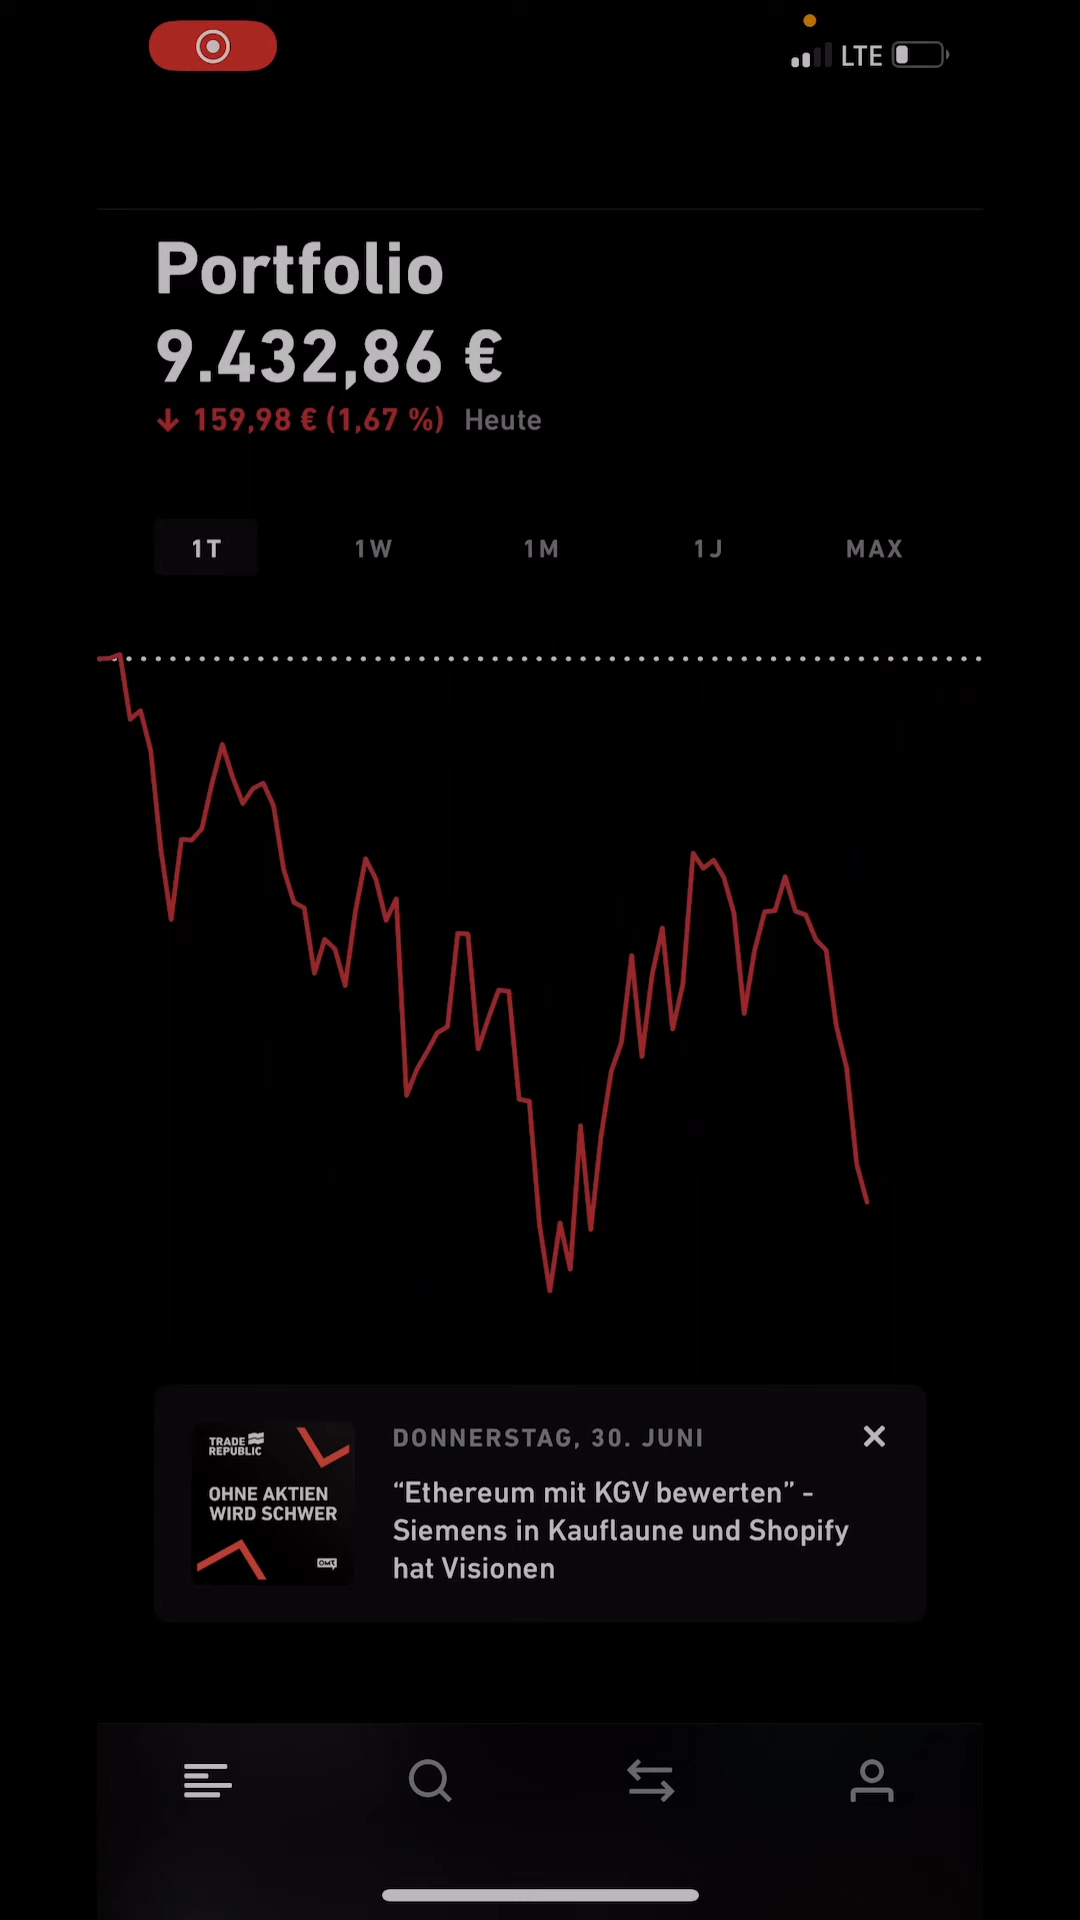 LTE
Portfolio
9.432,86 €
↓ 159,98 € (1,67 %) Heute
1T 1W 1M 1J MAX
TRADE
REPUBLIC
OHNE AKTIEN
WIRD SCHWER
OMR
DONNERSTAG, 30. JUNI
“Ethereum mit KGV bewerten” -
Siemens in Kauflaune und Shopify
hat Visionen